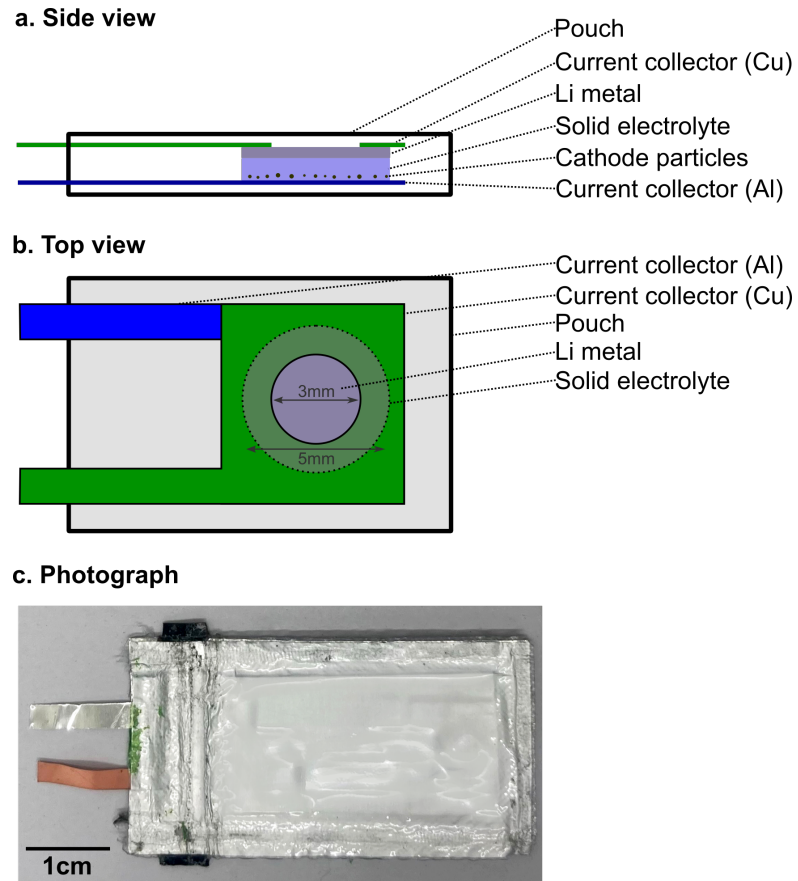 a. Side view
Pouch
Current collector (Cu)
Li metal
Solid electrolyte
Cathode particles
Current collector (Al)
b. Top view
Current collector (Al)
Current collector (Cu)
Pouch
Li metal
Solid electrolyte
3mm
5mm
c. Photograph
1cm